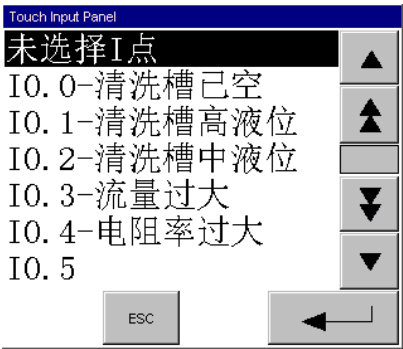 Touch Input Panel
未选择I点
I0.0-清洗槽已空
I0.1-清洗槽高液位
I0.2-清洗槽中液位
I0.3-流量过大
I0.4-电阻率过大
I0.5
ESC